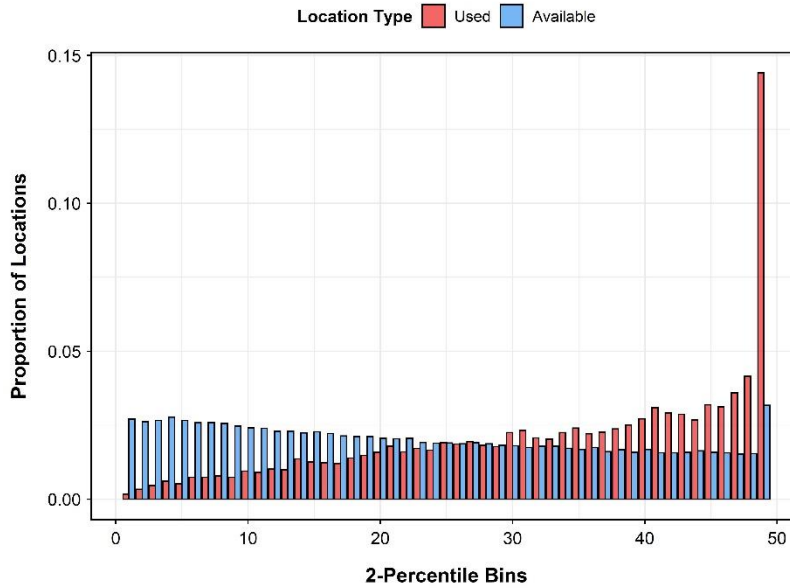 Location Type Used Available
0.15
0.10
0.05
0.00
Proportion of Locations
0 10 20 30 40 50
2-Percentile Bins